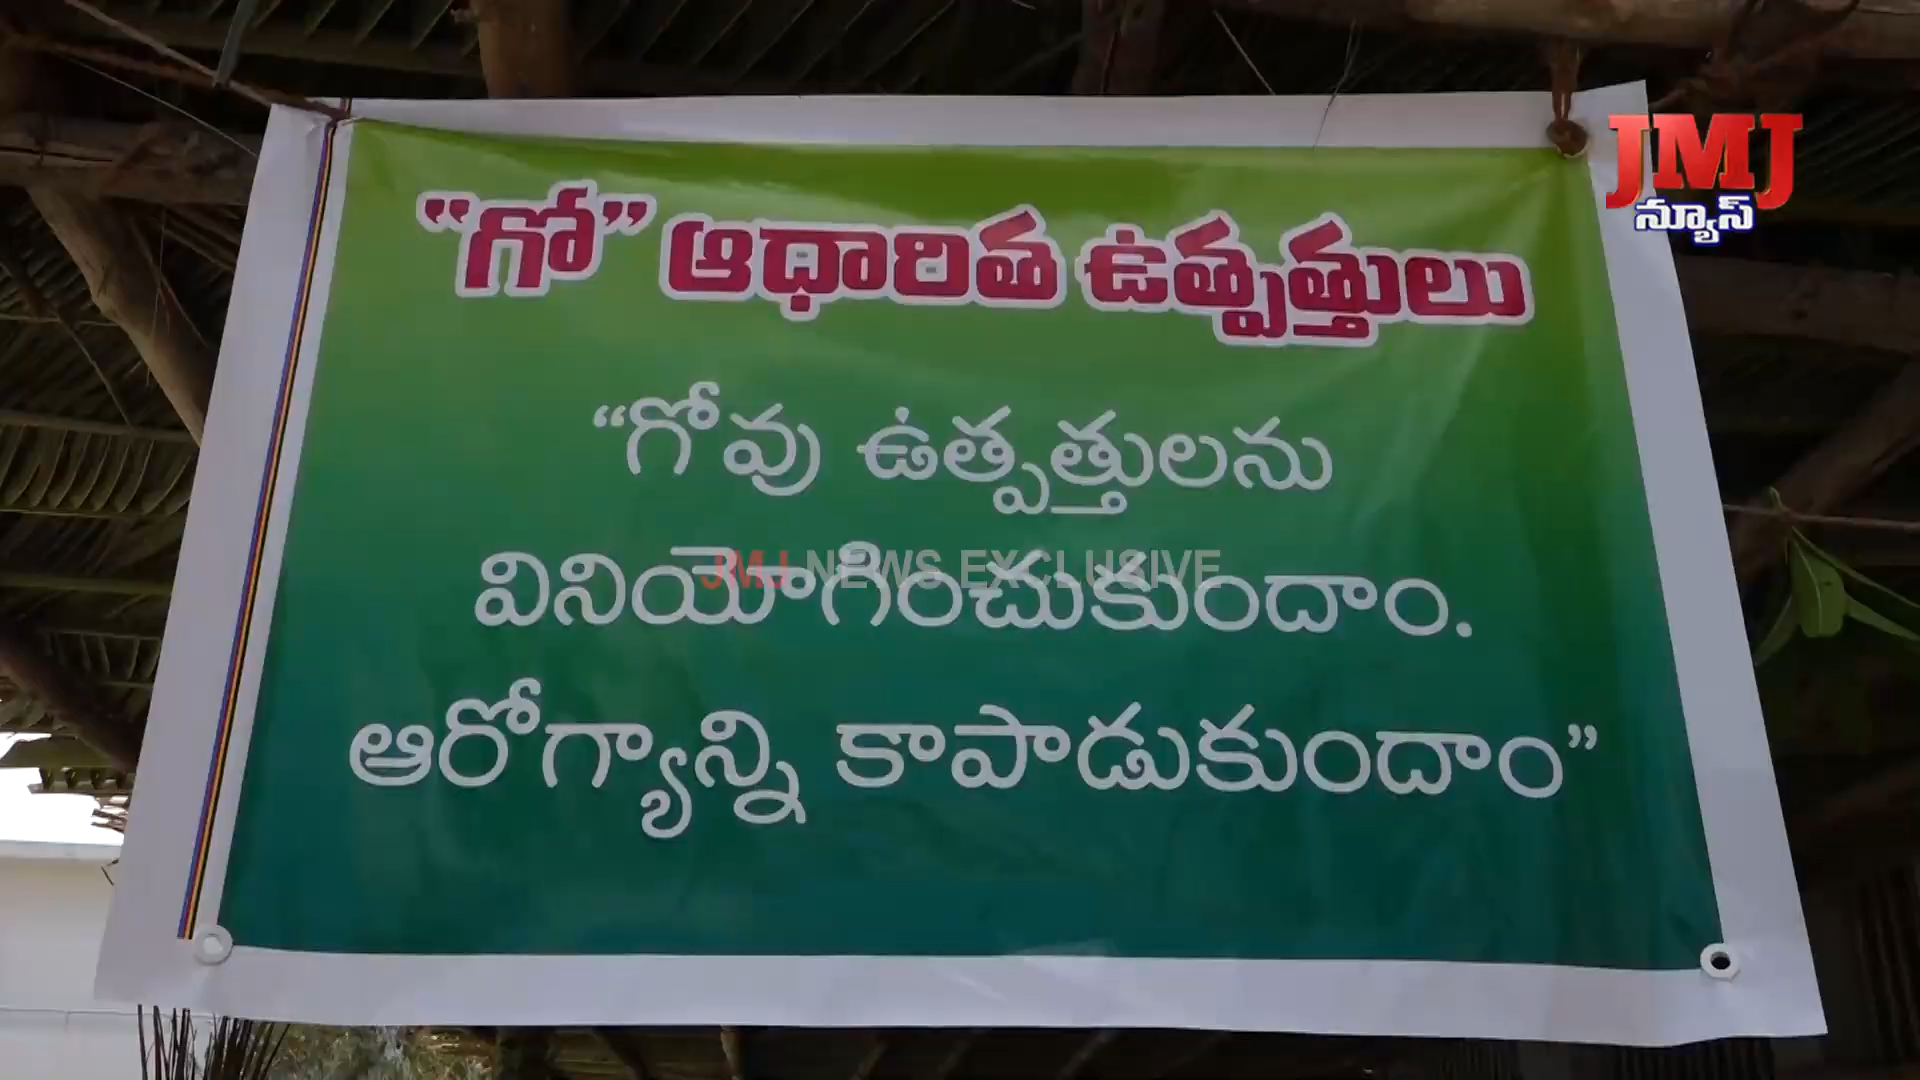 JMJ
న్యూస్
“గో” ఆధారిత ఉత్పత్తులు
“గోవు ఉత్పత్తులను
వినియోగించుకుందాం.
JMJ NEWS EXCLUSIVE
ఆరోగ్యాన్ని కాపాడుకుందాం”